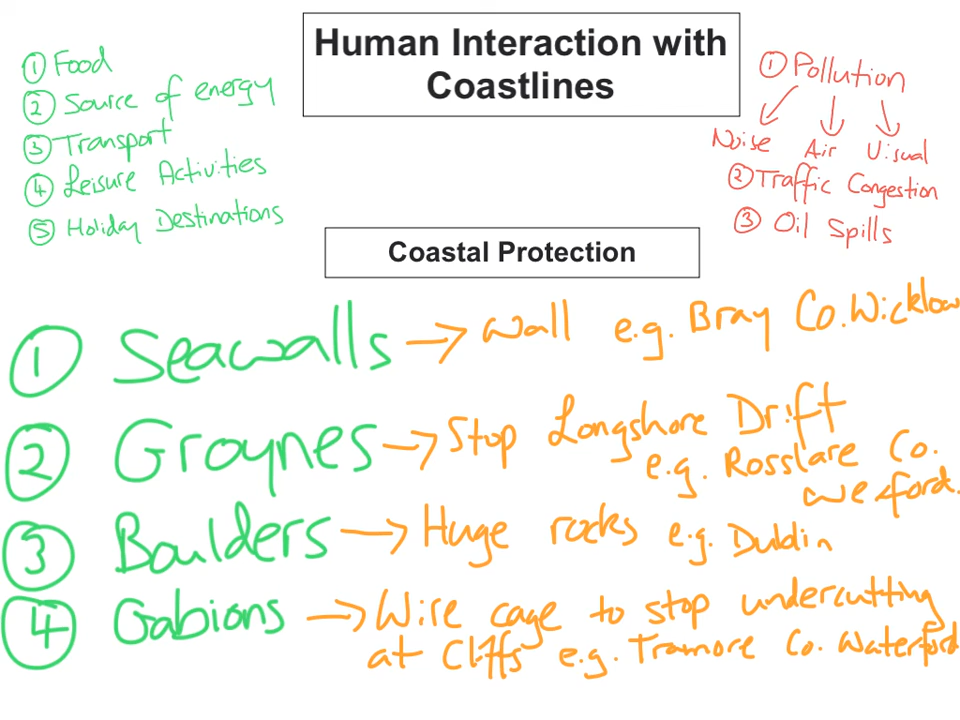 Human Interaction with
Coastlines
① Food
② Source of energy
③ Transport
④ Leisure Activities
⑤ Holiday Destinations
① Pollution
Noise Air Visual
② Traffic Congestion
③ Oil Spills
Coastal Protection
① Seawalls → Wall e.g. Bray Co. Wicklow
② Groynes → Stop Longshore Drift
e.g. Rosslare Co.
Wexford.
③ Boulders → Huge rocks e.g. Dublin
④ Gabions → Wire cage to stop undercutting
at Cliffs e.g. Tramore Co. Waterford